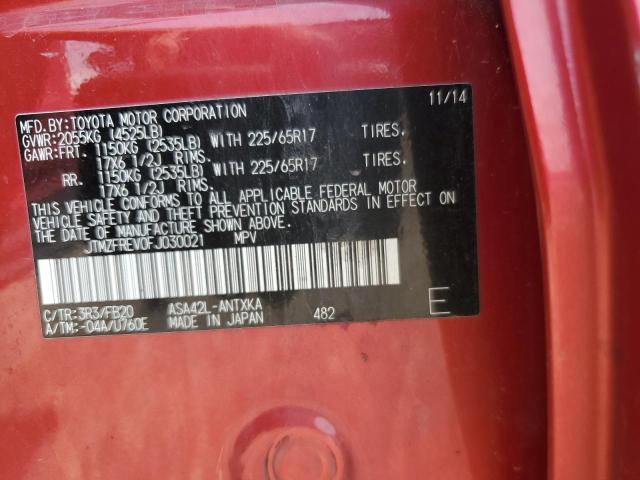 MFD.BY:TOYOTA MOTOR CORPORATION 11/14
GVWR:2055KG (4525LB)
GAWR:FRT. 1150KG (2535LB) WITH 225/65R17 TIRES.
17X6 1/2J RIMS.
RR. 1150KG (2535LB) WITH 225/65R17 TIRES.
17X6 1/2J RIMS.
THIS VEHICLE CONFORMS TO ALL APPLICABLE FEDERAL MOTOR
VEHICLE SAFETY AND THEFT PREVENTION STANDARDS IN EFFECT ON
THE DATE OF MANUFACTURE SHOWN ABOVE.
JTMZFREV0FJ030021 MPV
C/TR:3R3/FB20 ASA42L-ANTXKA
A/TM:-04A/U760E MADE IN JAPAN 482 E